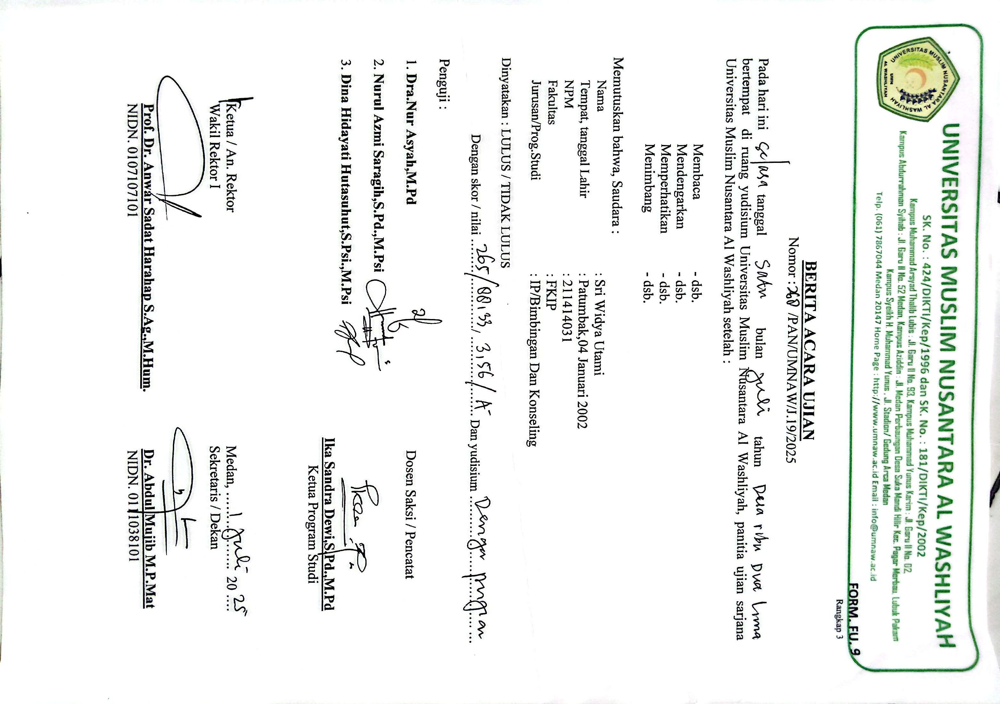 UNIVERSITAS MUSLIM NUSANTARA AL WASHLIYAH
SK. No. : 424/DIKTI/Kep/1996 dan SK. No. : 181/DIKTI/Kep/2002
Kampus Muhammad Arsyad Thalib Lubis : Jl. Garu II No. 93, Kampus Muhammad Yunus Karim : Jl. Garu II No. 02,
Kampus Abdurrahman Syihab : Jl. Garu II No. 52 Medan, Kampus Aziddin : Jl. Medan Perbaungan Desa Suka Mandi Hilir Kec. Pagar Merbau, Lubuk Pakam
Kampus Syeikh H. Muhammad Yunus , Jl. Stadion/ Gedung Arca Medan
Telp. (061) 7867044 Medan 20147 Home Page : http://www.umnaw.ac.id Email : info@umnaw.ac.id
UNIVERSITAS MUSLIM NUSANTARA AL WASHLIYAH
UMN
AL WASHLIYAH
FORM. FU. 9
Rangkap 3
BERITA ACARA UJIAN
Nomor : /PAN/UMNAW/J.19/2025
Pada hari ini Selasa tanggal Satu bulan Juli tahun Dua ribu Dua lima
bertempat di ruang yudisium Universitas Muslim Nusantara Al Washliyah, panitia ujian sarjana
Universitas Muslim Nusantara Al Washliyah setelah :
Membaca - dsb.
Mendengarkan - dsb.
Memperhatikan - dsb.
Menimbang - dsb.
Memutuskan bahwa, Saudara :
Nama : Sri Widya Utami
Tempat, tanggal Lahir : Patumbak,04 Januari 2002
NPM : 211414031
Fakultas : FKIP
Jurusan/Prog.Studi : IP/Bimbingan Dan Konseling
Dinyatakan : LULUS / TIDAK LULUS
Dengan skor / nilai ...... 265 / 88,33 / 3,56 / A- ...... Dan yudisium ......
Penguji :
1. Dra.Nur Asyah,M.Pd
2. Nurul Azmi Saragih,S.Pd.,M.Psi
3. Dina Hidayati Hutasuhut,S.Psi.,M.Psi
Dosen Saksi / Pencatat
Ika Sandra Dewi,S.Pd.,M.Pd
Ketua Program Studi
Ketua / An. Rektor
Wakil Rektor I
Prof. Dr. Anwar Sadat Harahap S.Ag.,M.Hum.
NIDN. 0107107101
Medan, ...... 1 Juli ...... 20 25 ....
Sekretaris / Dekan
Dr. Abdul Mujib M.P.Mat
NIDN. 0111038101